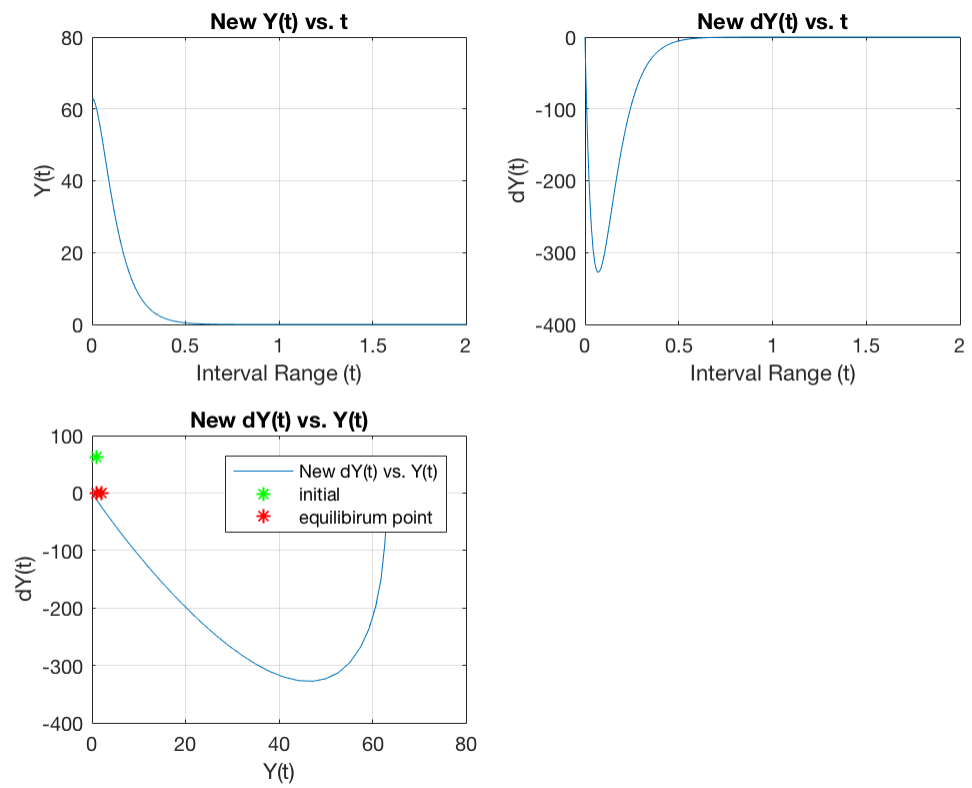 New Y(t) vs. t
80
60
40
20
0
Y(t)
0 0.5 1 1.5 2
Interval Range (t)
New dY(t) vs. t
0
-100
-200
-300
-400
dY(t)
0 0.5 1 1.5 2
Interval Range (t)
New dY(t) vs. Y(t)
100
0
-100
-200
-300
-400
dY(t)
New dY(t) vs. Y(t)
initial
equilibirum point
0 20 40 60 80
Y(t)